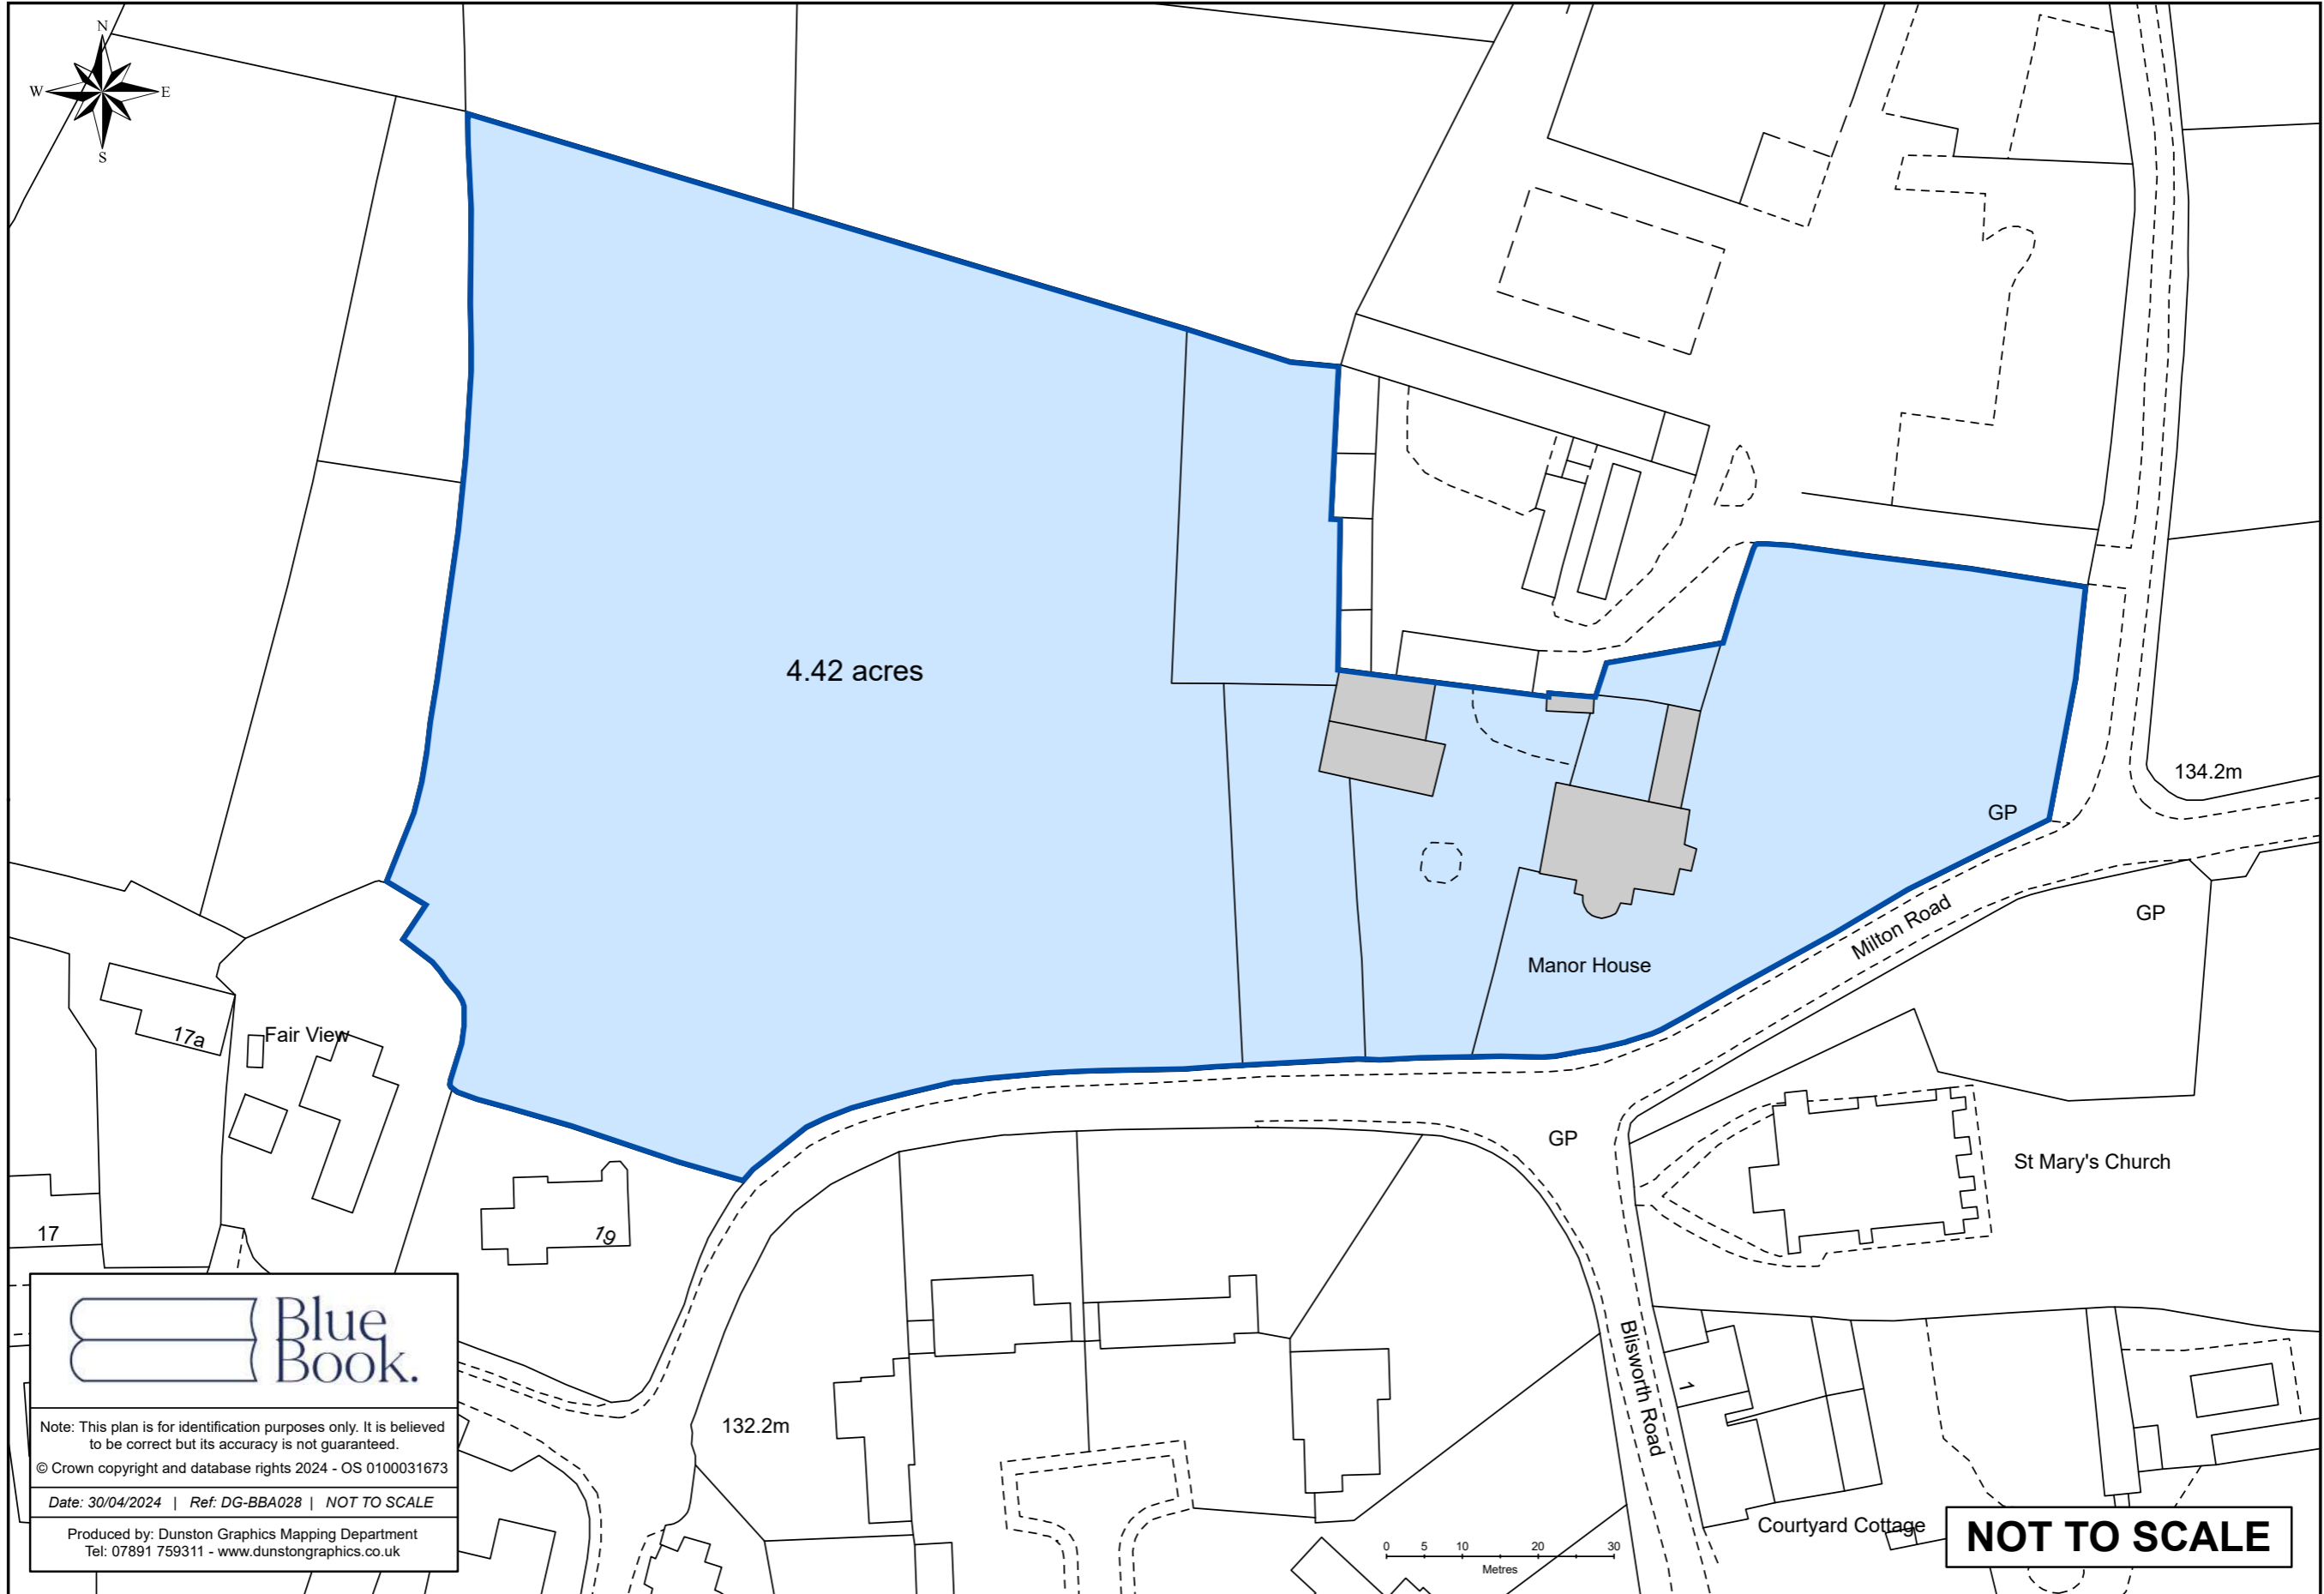 N
W
E
S
4.42 acres
134.2m
GP
Milton Road
GP
Manor House
17a
Fair View
GP
St Mary's Church
17
19
Blisworth Road
1
132.2m
Courtyard Cottage
Blue
Book.
Note: This plan is for identification purposes only. It is believed
to be correct but its accuracy is not guaranteed.
© Crown copyright and database rights 2024 - OS 0100031673
Date: 30/04/2024 | Ref: DG-BBA028 | NOT TO SCALE
Produced by: Dunston Graphics Mapping Department
Tel: 07891 759311 - www.dunstongraphics.co.uk
0 5 10 20 30
Metres
NOT TO SCALE